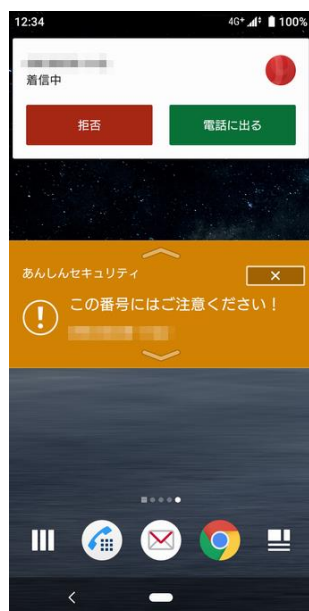 12:34
4G+
100%
着信中
拒否
電話に出る
あんしんセキュリティ
この番号にはご注意ください！